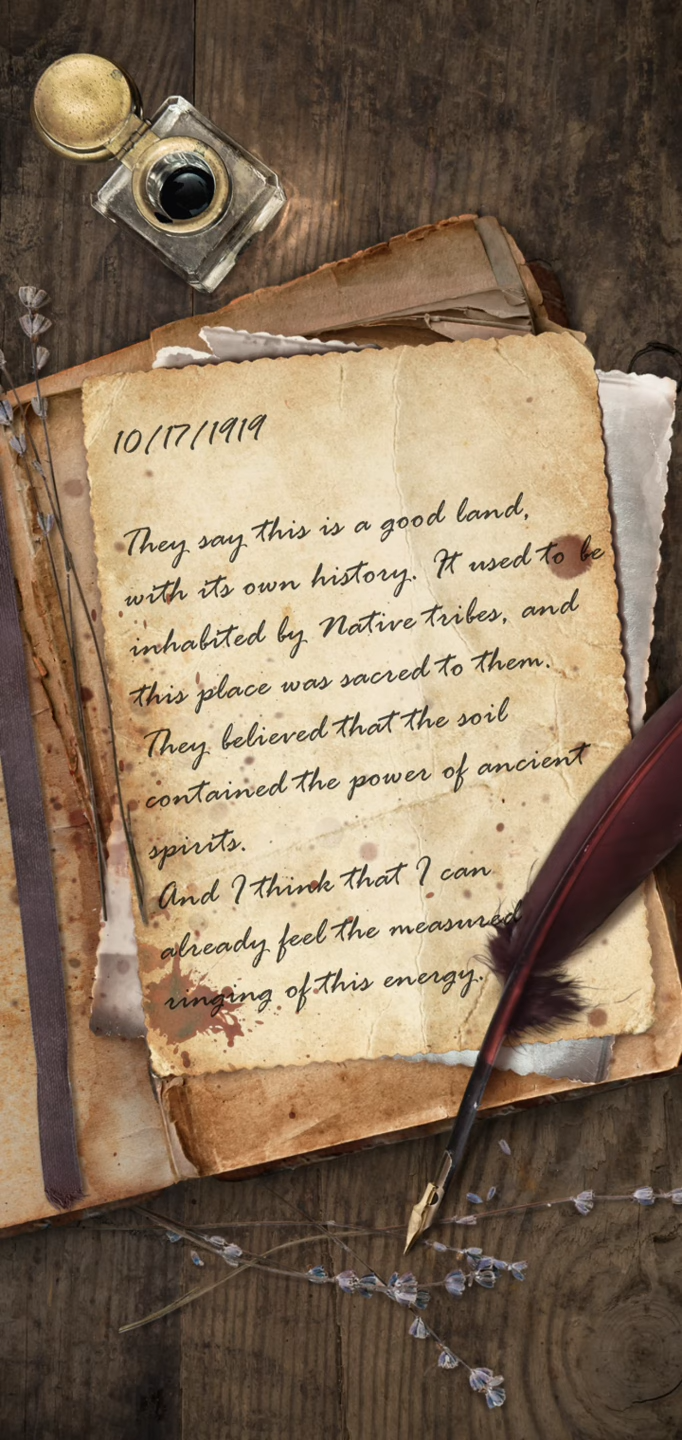 10/17/1919
They say this is a good land,
with its own history. It used to be
inhabited by Native tribes, and
this place was sacred to them.
They believed that the soil
contained the power of ancient
spirits.
And I think that I can
already feel the measured
ringing of this energy.